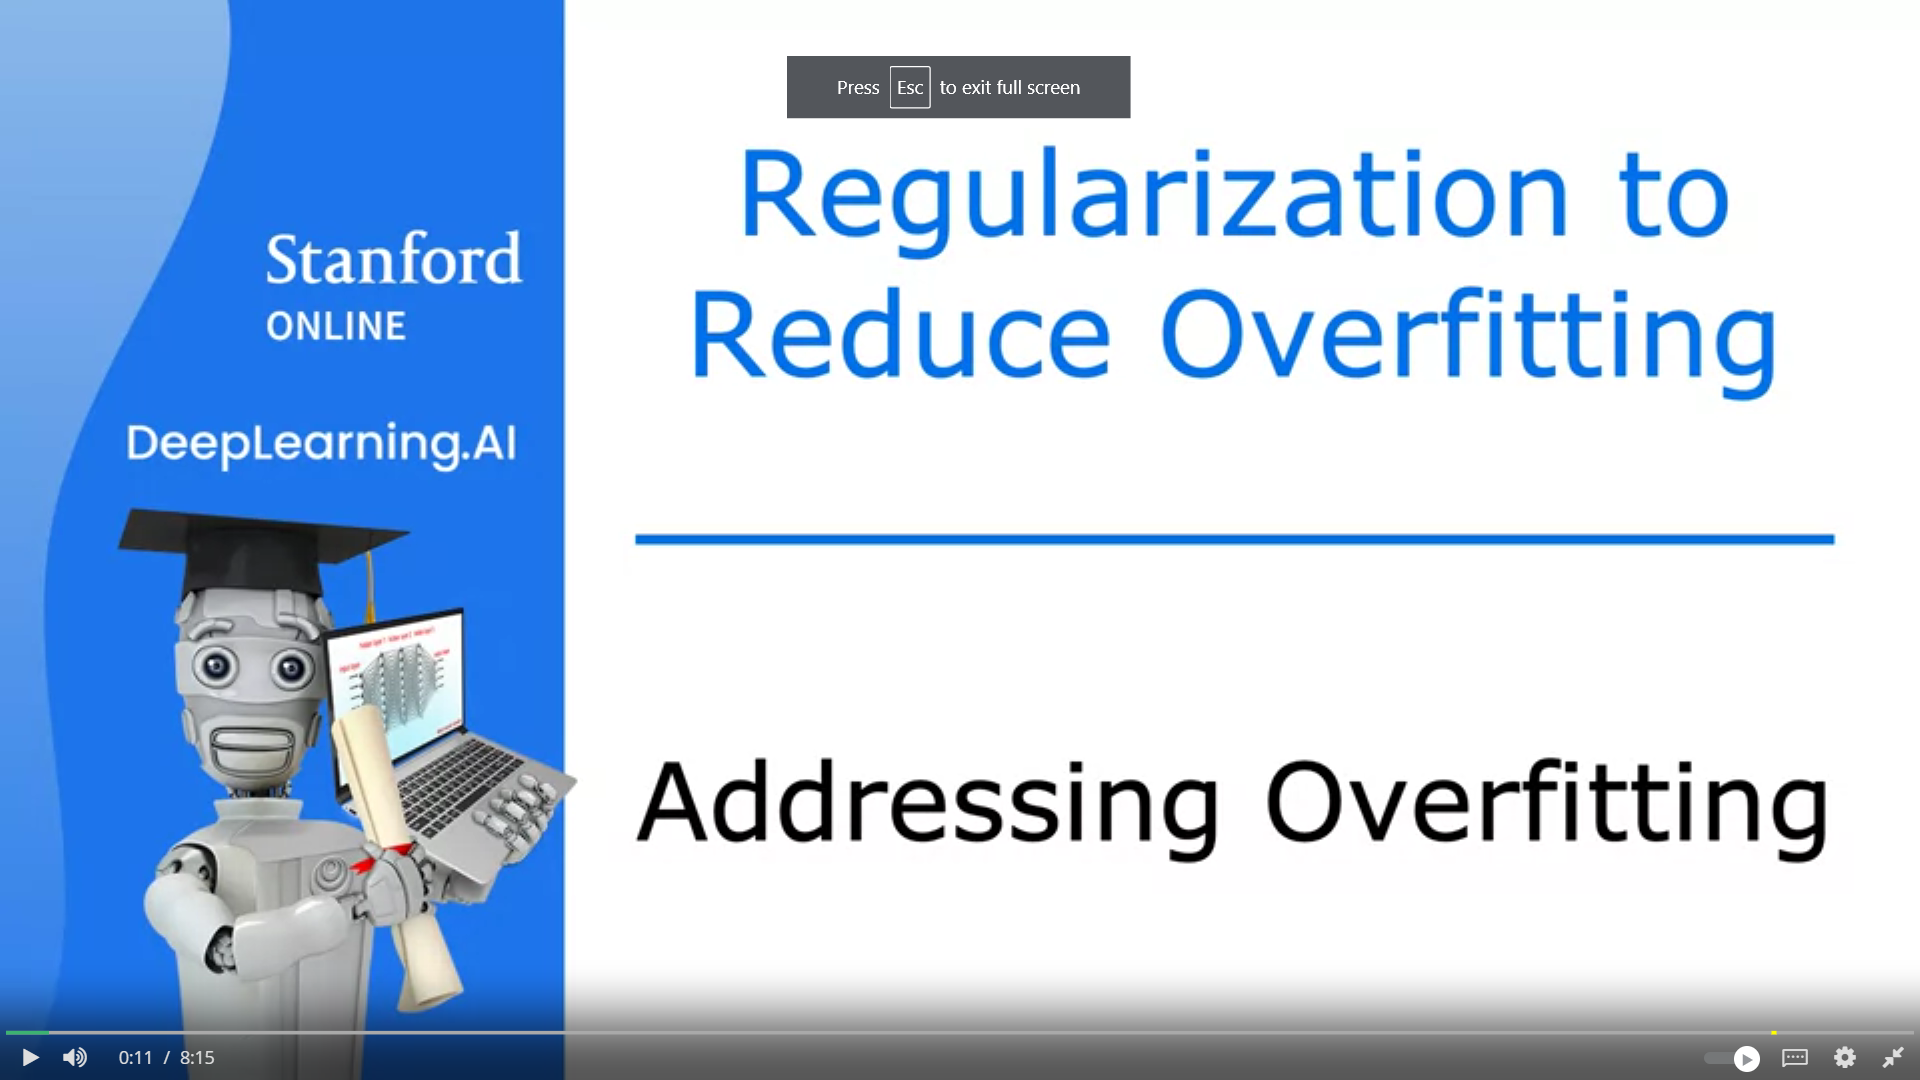 Press Esc to exit full screen
Stanford
ONLINE
DeepLearning.AI
Regularization to
Reduce Overfitting
Addressing Overfitting
0:11 / 8:15